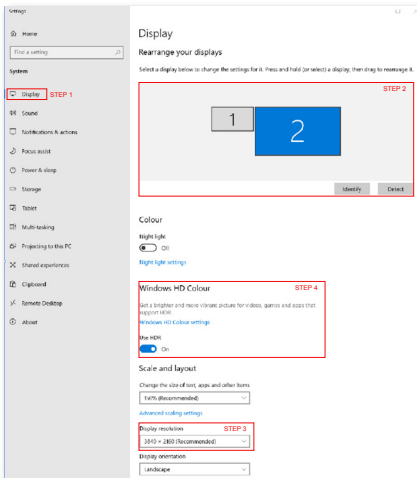 Settings
Home
Find a setting
System
Display STEP 1
Sound
Notifications & actions
Focus assist
Power & sleep
Storage
Tablet
Multi-tasking
Projecting to this PC
Shared experiences
Clipboard
Remote Desktop
About
Display
Rearrange your displays
Select a display below to change the settings for it. Press and hold (or select) a display, then drag to rearrange it.
STEP 2
1
2
Identify Detect
Colour
Night light
Off
Night light settings
Windows HD Colour STEP 4
Get a brighter and more vibrant picture for videos, games and apps that
support HDR.
Windows HD Colour settings
Use HDR
On
Scale and layout
Change the size of text, apps and other items
150% (Recommended)
Advanced scaling settings
Display resolution STEP 3
3840 × 2160 (Recommended)
Display orientation
Landscape